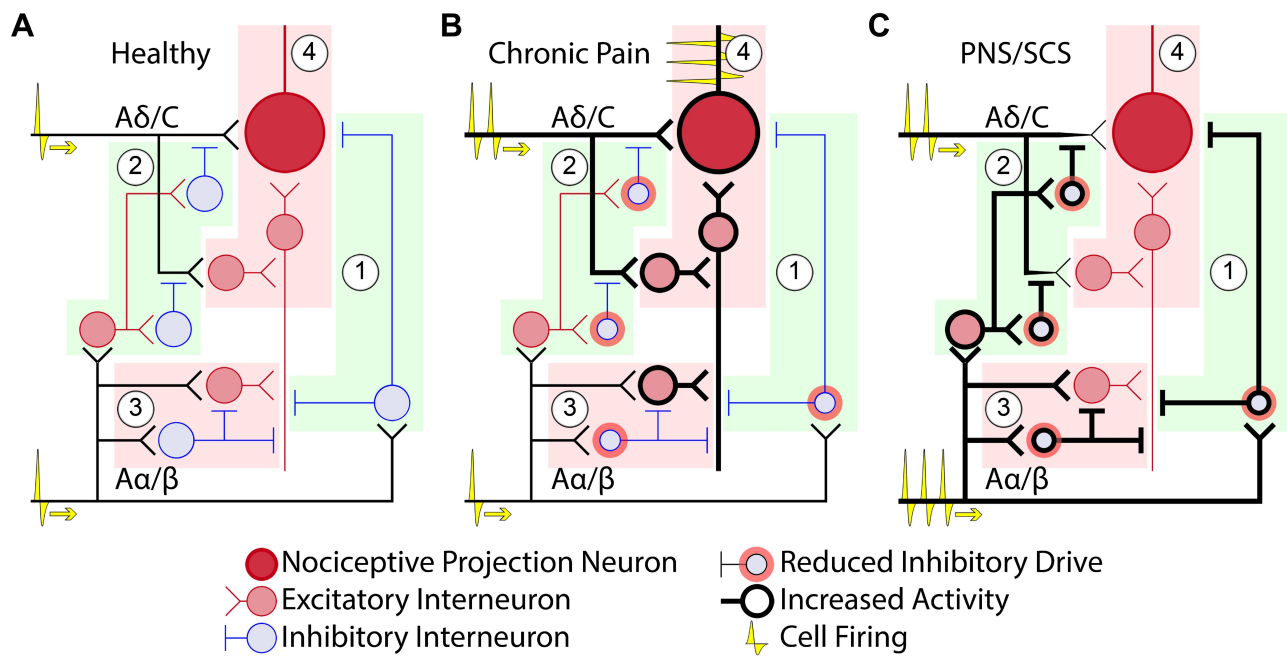 A
Healthy
4
Aδ/C
2
1
3
Aα/β
B
Chronic Pain
4
Aδ/C
2
1
3
Aα/β
C
PNS/SCS
4
Aδ/C
2
1
3
Aα/β
Nociceptive Projection Neuron
Excitatory Interneuron
Inhibitory Interneuron
Reduced Inhibitory Drive
Increased Activity
Cell Firing